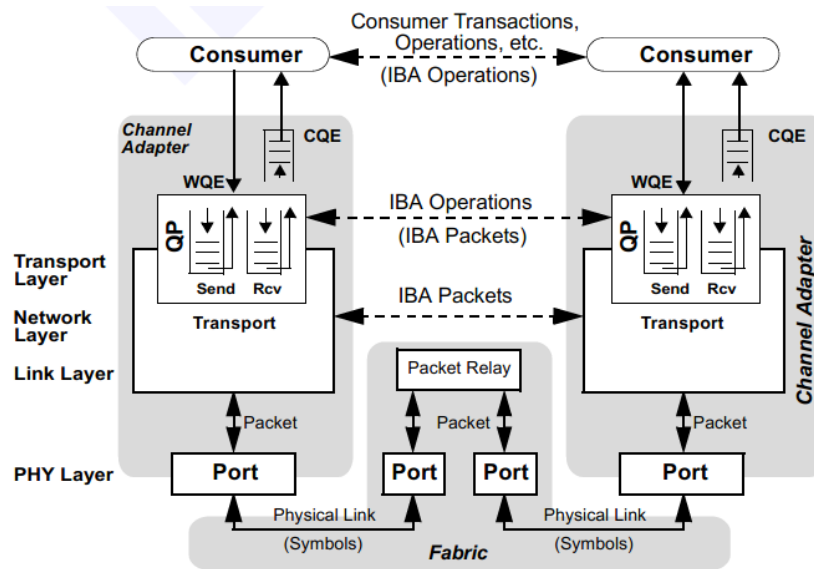 Consumer Transactions,
Operations, etc.
(IBA Operations)
Consumer
Consumer
Channel
Adapter
CQE
WQE
QP
Send
Rcv
Transport
IBA Operations
(IBA Packets)
IBA Packets
CQE
WQE
QP
Send
Rcv
Transport
Channel Adapter
Transport
Layer
Network
Layer
Link Layer
PHY Layer
Packet Relay
Packet
Packet
Packet
Port
Port
Port
Port
Physical Link
(Symbols)
Physical Link
(Symbols)
Fabric